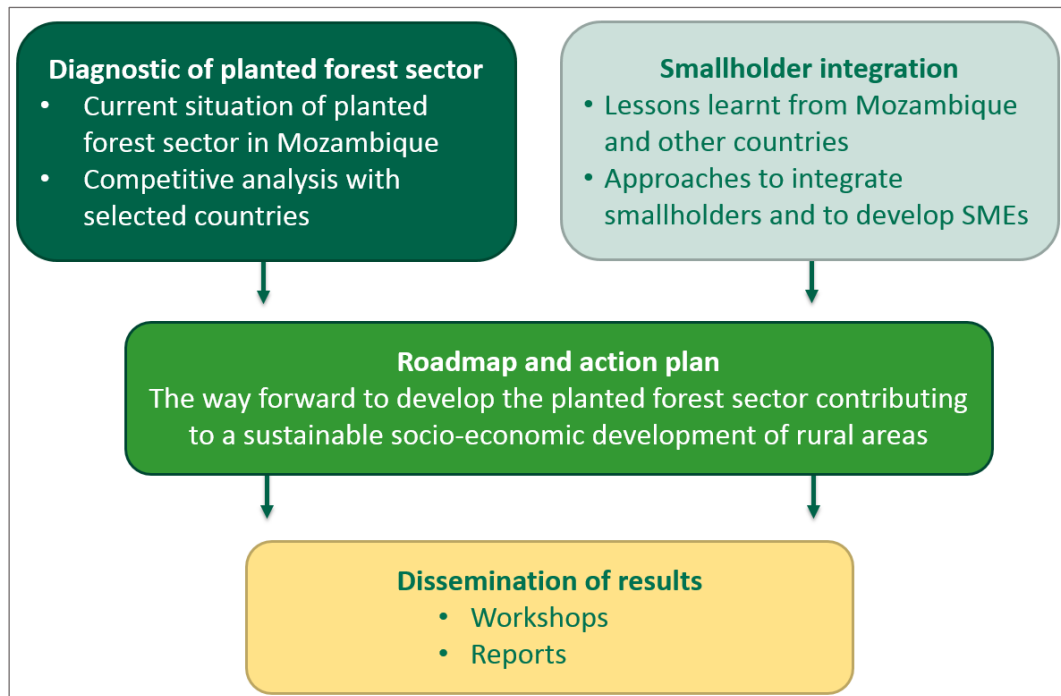 Diagnostic of planted forest sector
• Current situation of planted
forest sector in Mozambique
• Competitive analysis with
selected countries
Smallholder integration
• Lessons learnt from Mozambique
and other countries
• Approaches to integrate
smallholders and to develop SMEs
Roadmap and action plan
The way forward to develop the planted forest sector contributing
to a sustainable socio-economic development of rural areas
Dissemination of results
• Workshops
• Reports